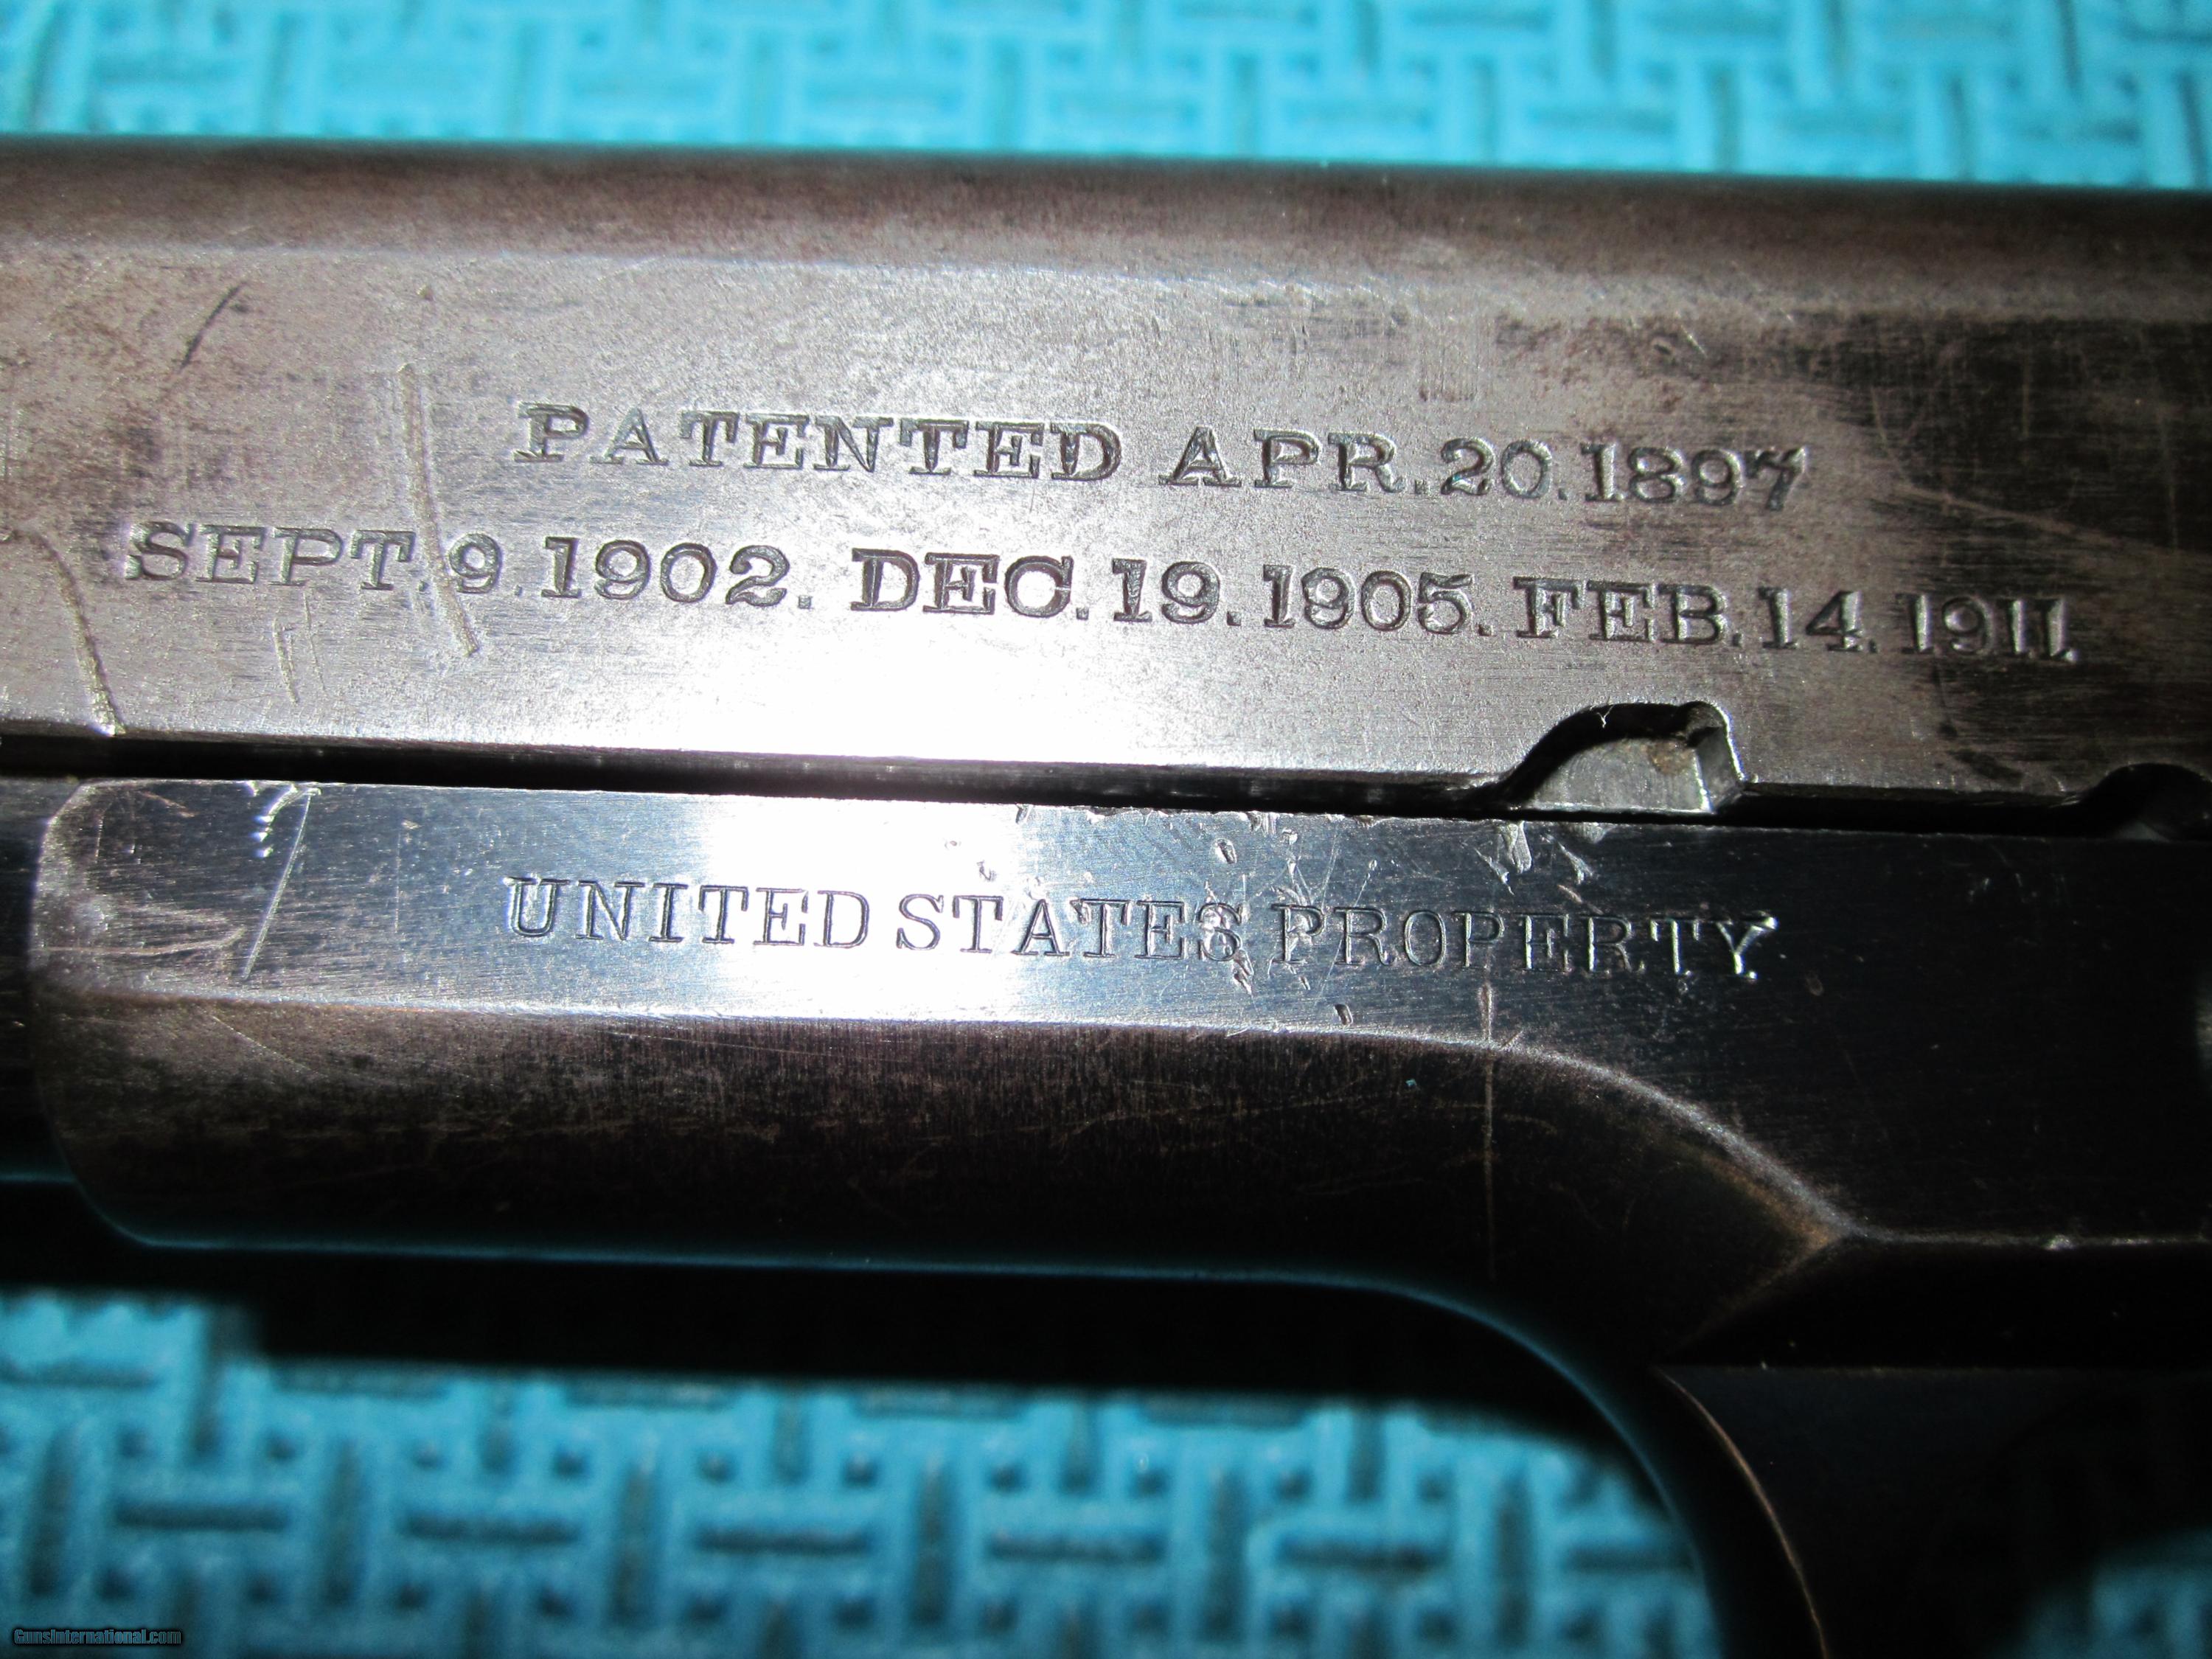 PATENTED APR.20.1897
SEPT.9.1902. DEC.19.1905. FEB.14.1911
UNITED STATES PROPERTY
GunsInternational.com